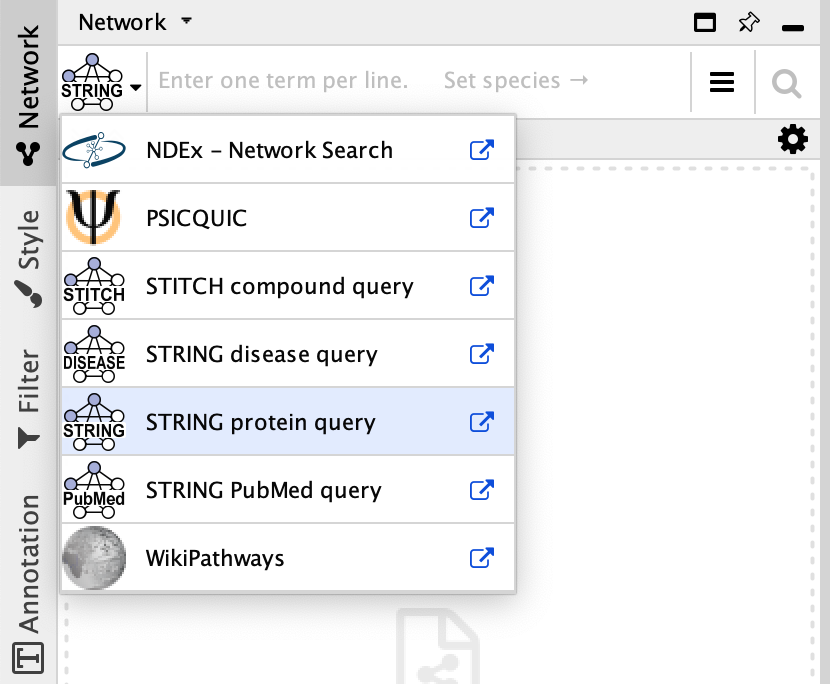 Network
Network
STRING
Enter one term per line.
Set species →
NDEx – Network Search
PSICQUIC
STITCH
STITCH compound query
DISEASE
STRING disease query
STRING
STRING protein query
PubMed
STRING PubMed query
WikiPathways
Style
Filter
Annotation